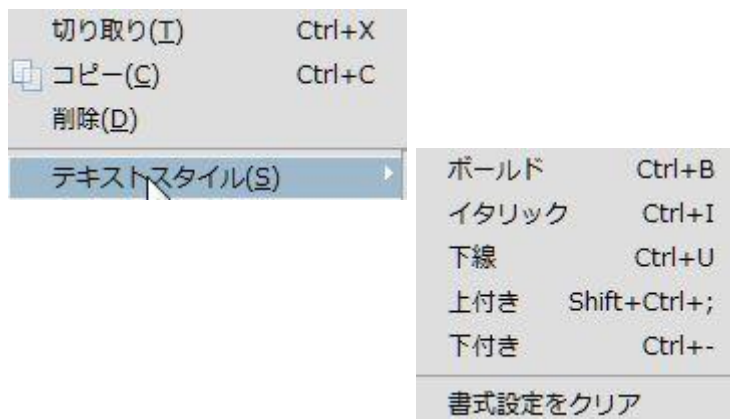 切り取り(T) Ctrl+X
コピー(C) Ctrl+C
削除(D)
テキストスタイル(S)
ボールド Ctrl+B
イタリック Ctrl+I
下線 Ctrl+U
上付き Shift+Ctrl+;
下付き Ctrl+-
書式設定をクリア